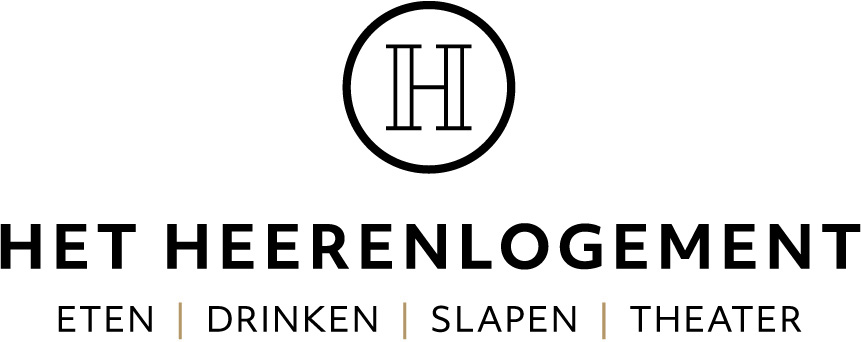 H
HET HEERENLOGEMENT
ETEN | DRINKEN | SLAPEN | THEATER